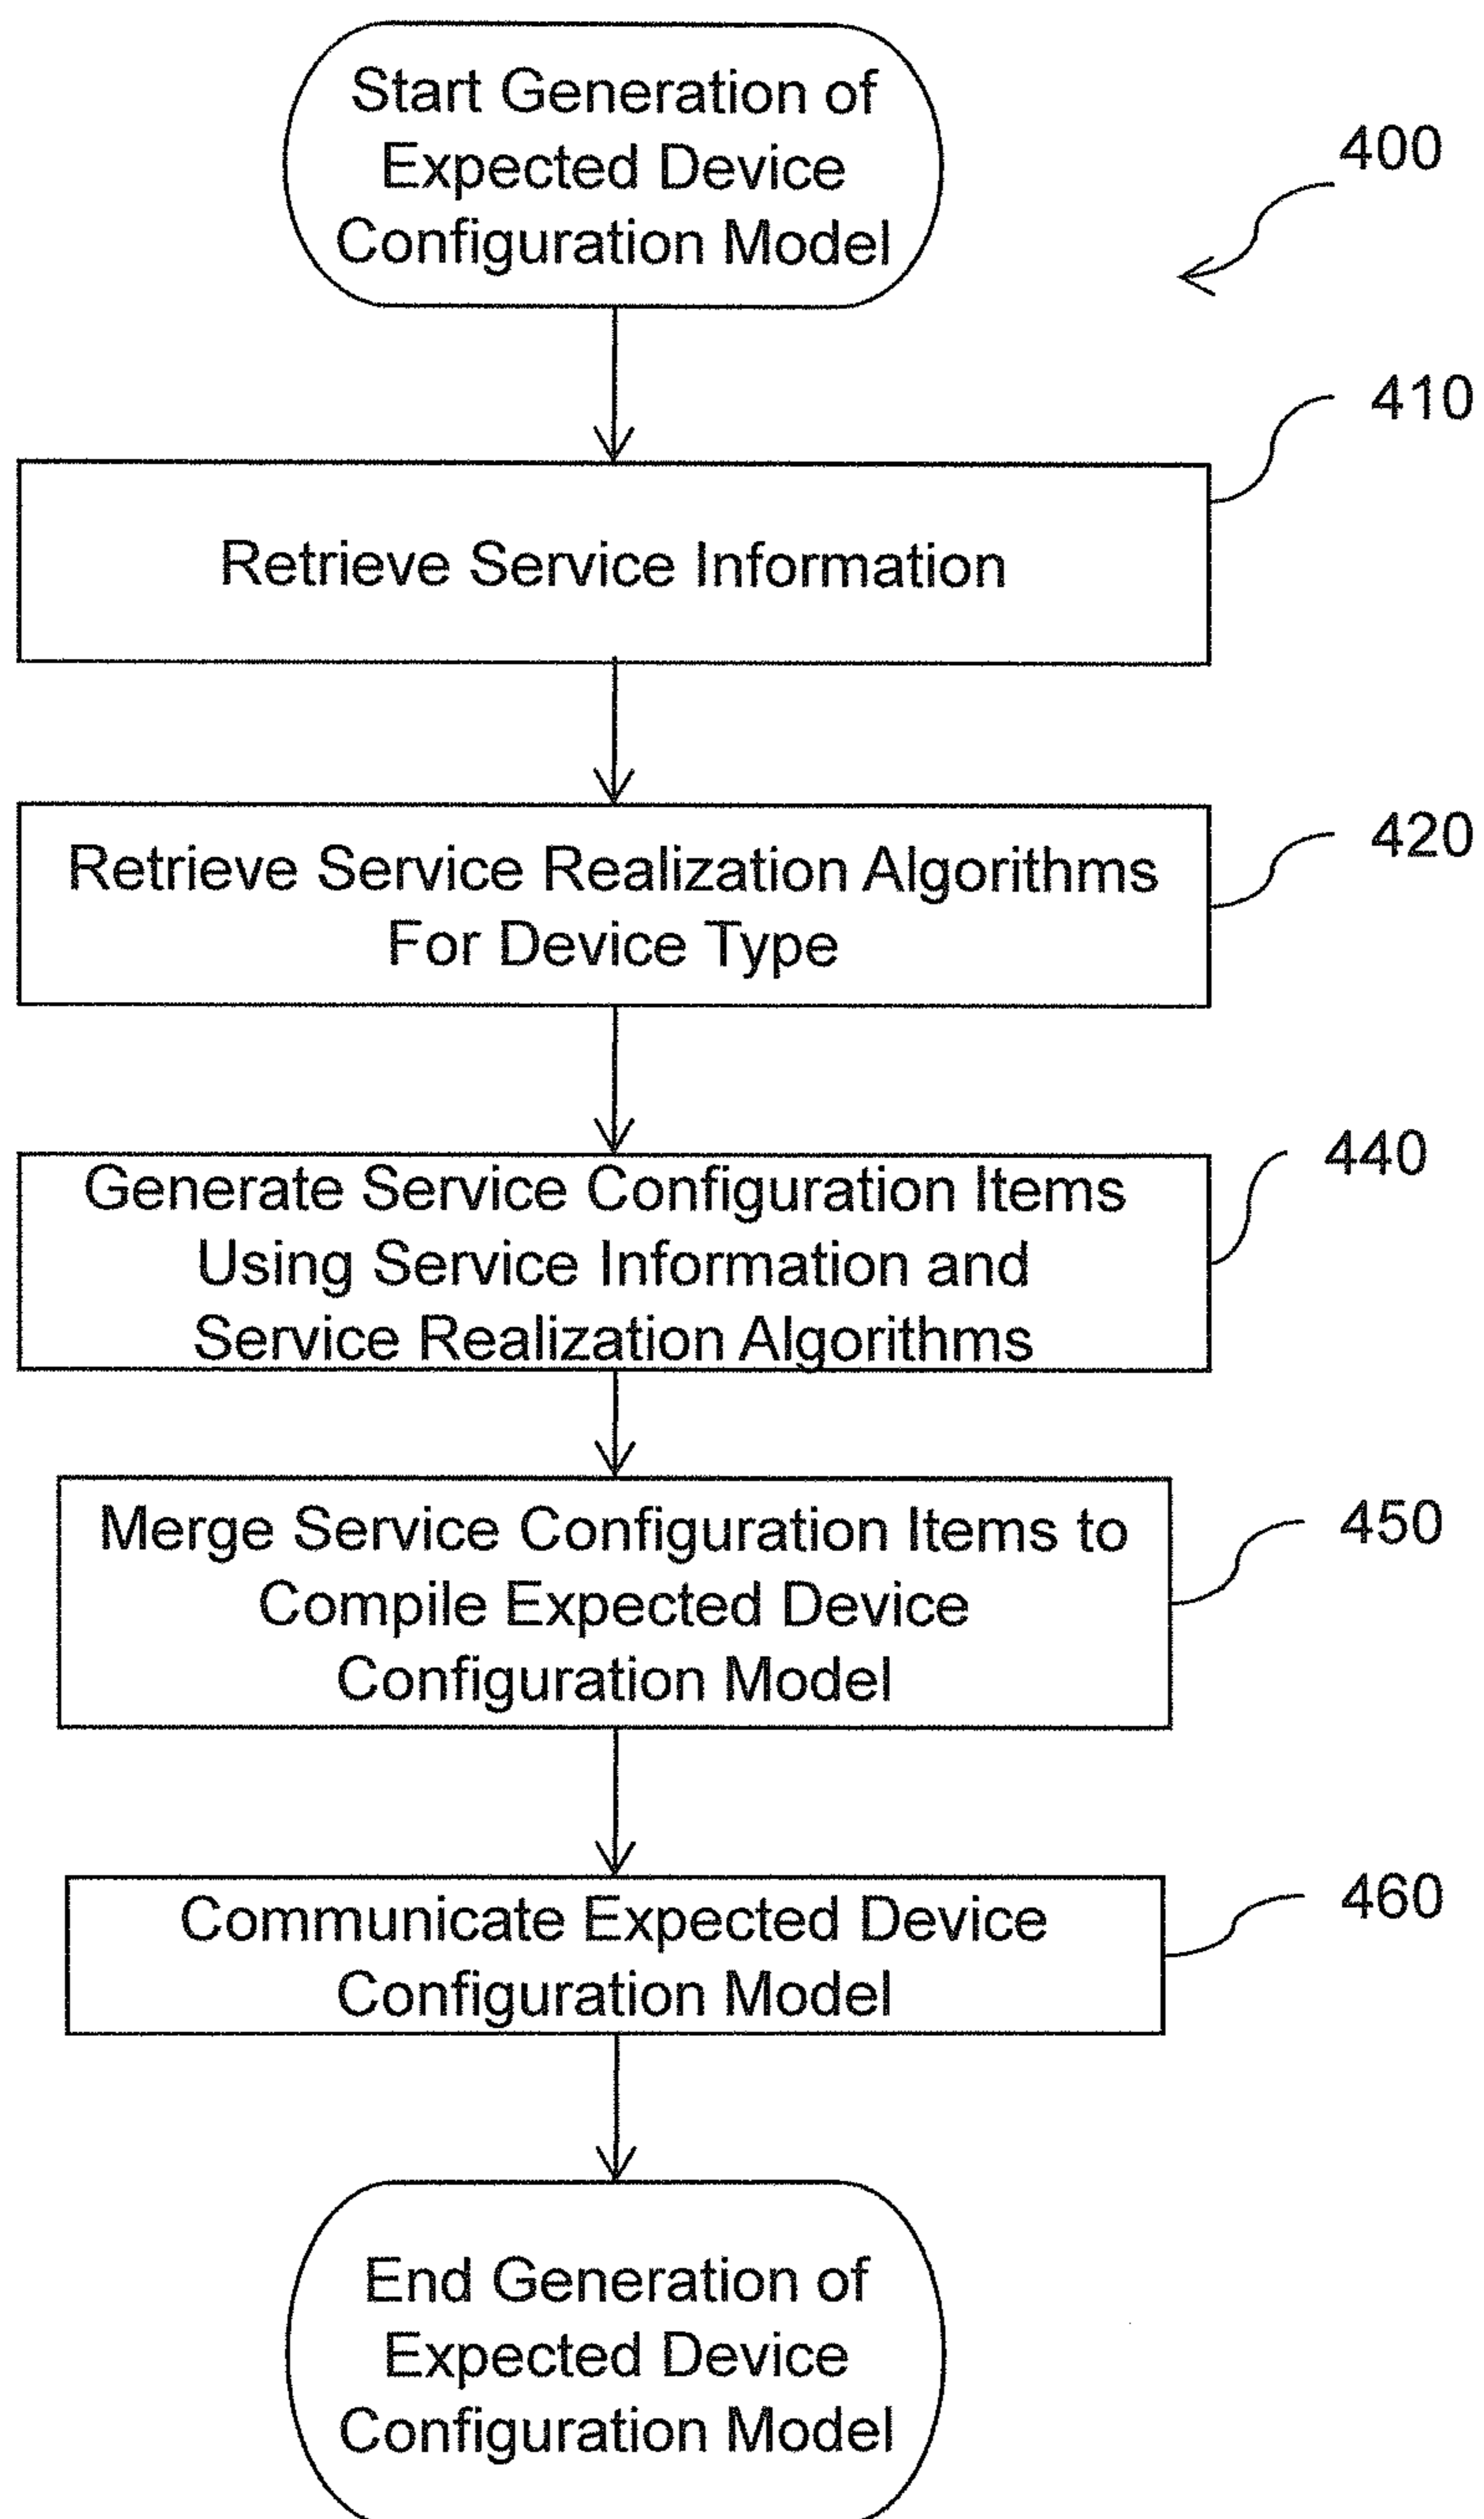 Start Generation of
Expected Device
Configuration Model
400
410
Retrieve Service Information
420
Retrieve Service Realization Algorithms
For Device Type
440
Generate Service Configuration Items
Using Service Information and
Service Realization Algorithms
450
Merge Service Configuration Items to
Compile Expected Device
Configuration Model
460
Communicate Expected Device
Configuration Model
End Generation of
Expected Device
Configuration Model